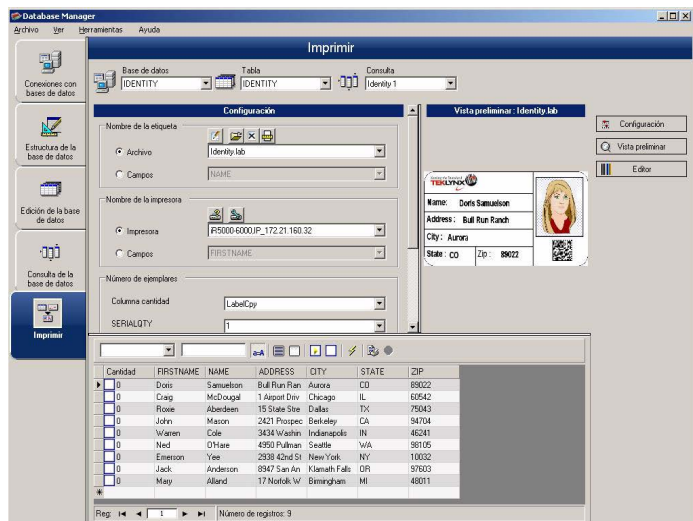 Database Manager
Archivo Ver Herramientas Ayuda
Imprimir
Conexiones con bases de datos
Estructura de la base de datos
Edición de la base de datos
Consulta de la base de datos
Imprimir
Base de datos Tabla Consulta
IDENTITY IDENTITY Identity 1
Configuración
Nombre de la etiqueta
Archivo Identity.lab
Campos NAME
Nombre de la impresora
Impresora iR5000-6000,IP_172.21.160.32
Campos FIRSTNAME
Número de ejemplares
Columna cantidad LabelCpy
SERIALQTY 1
Vista preliminar : Identity.lab
TEKLYNX
Name: Doris Samuelson
Address : Bull Run Ranch
City : Aurora
State : CO Zip : 89022
Configuración
Vista preliminar
Editor
a=A
Cantidad FIRSTNAME NAME ADDRESS CITY STATE ZIP
0 Doris Samuelson Bull Run Ran Aurora CO 89022
0 Craig McDougal 1 Airport Driv Chicago IL 60542
0 Roxie Aberdeen 15 State Stre Dallas TX 75043
0 John Mason 2421 Prospec Berkeley CA 94704
0 Warren Cole 3434 Washin Indianapolis IN 46241
0 Ned O'Hare 4950 Pullman Seattle WA 98105
0 Emerson Yee 2938 42nd St New York NY 10032
0 Jack Anderson 8947 San An Klamath Falls OR 97603
0 Mary Alland 17 Norfolk W Birmingham MI 48011
Reg: 1 Número de registros: 9